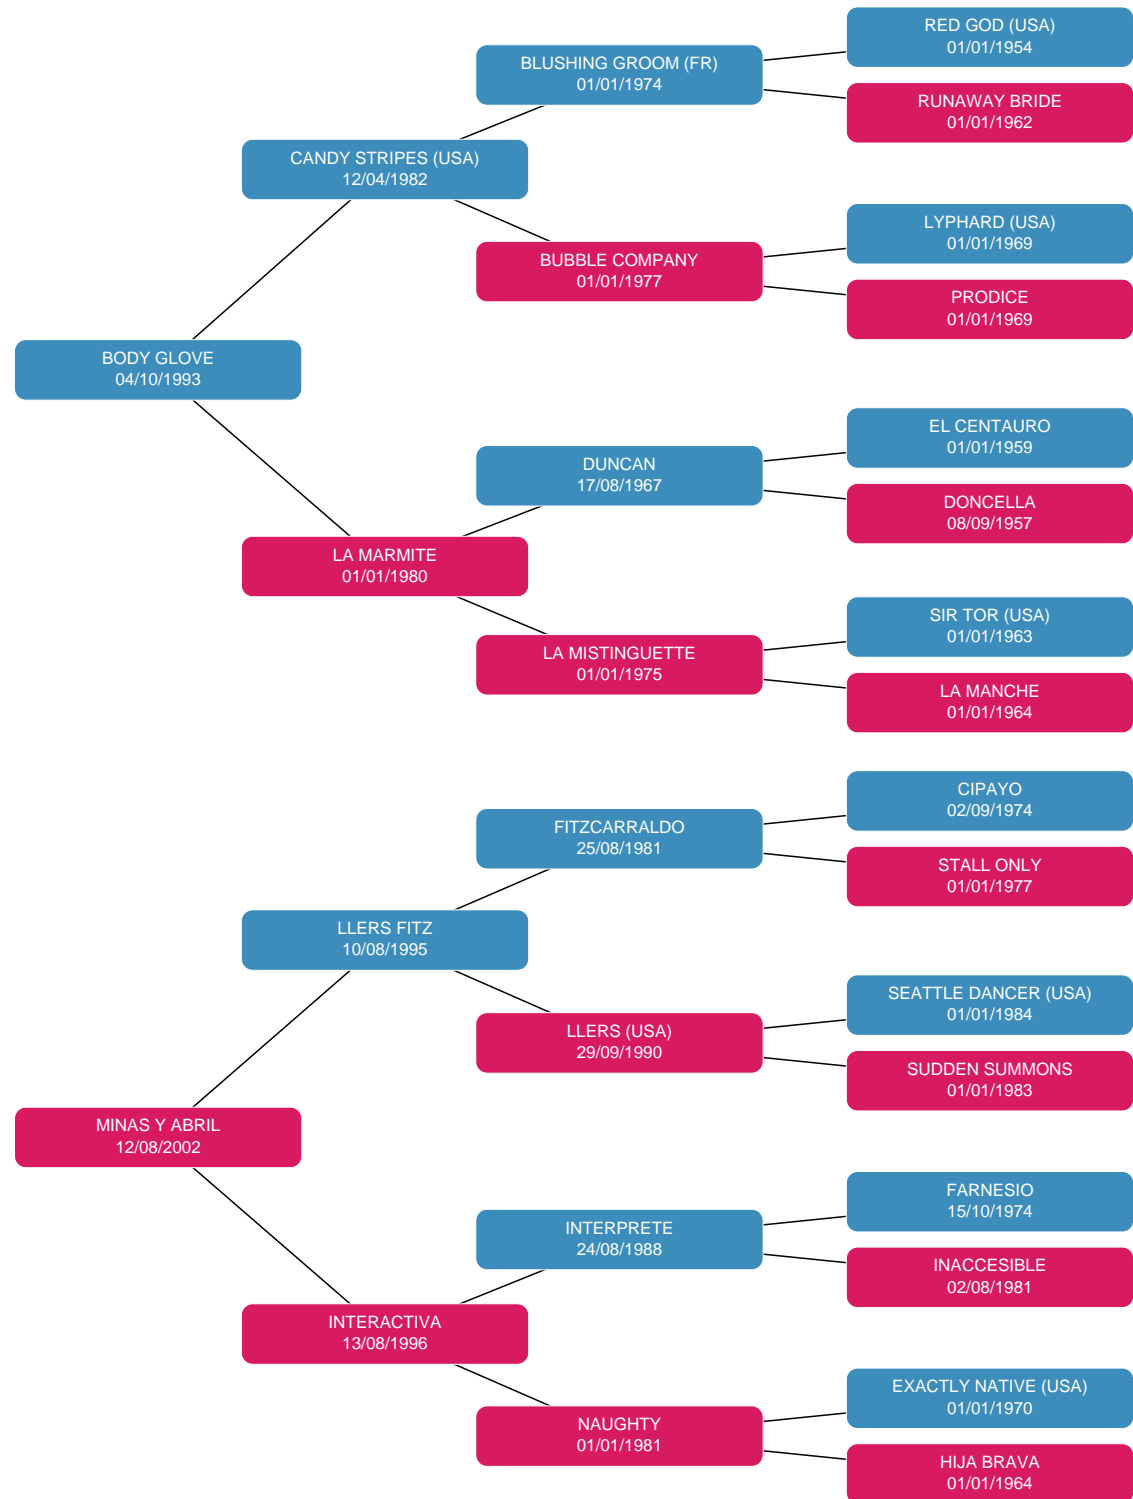 RED GOD (USA)
01/01/1954
BLUSHING GROOM (FR)
01/01/1974
RUNAWAY BRIDE
01/01/1962
CANDY STRIPES (USA)
12/04/1982
LYPHARD (USA)
01/01/1969
BUBBLE COMPANY
01/01/1977
PRODICE
01/01/1969
BODY GLOVE
04/10/1993
EL CENTAURO
01/01/1959
DUNCAN
17/08/1967
DONCELLA
08/09/1957
LA MARMITE
01/01/1980
SIR TOR (USA)
01/01/1963
LA MISTINGUETTE
01/01/1975
LA MANCHE
01/01/1964
CIPAYO
02/09/1974
FITZCARRALDO
25/08/1981
STALL ONLY
01/01/1977
LLERS FITZ
10/08/1995
SEATTLE DANCER (USA)
01/01/1984
LLERS (USA)
29/09/1990
SUDDEN SUMMONS
01/01/1983
MINAS Y ABRIL
12/08/2002
FARNESIO
15/10/1974
INTERPRETE
24/08/1988
INACCESIBLE
02/08/1981
INTERACTIVA
13/08/1996
EXACTLY NATIVE (USA)
01/01/1970
NAUGHTY
01/01/1981
HIJA BRAVA
01/01/1964